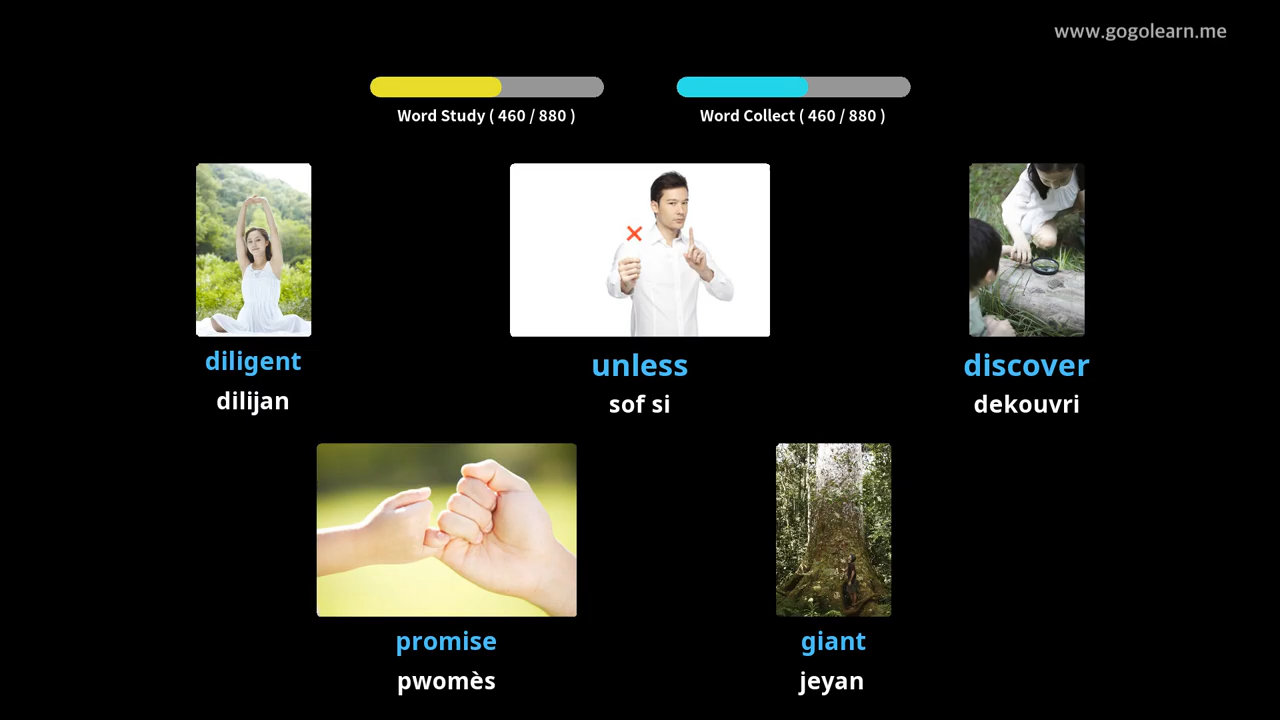 www.gogolearn.me
Word Study ( 460 / 880 )
Word Collect ( 460 / 880 )
diligent
dilijan
unless
sof si
discover
dekouvri
promise
pwomès
giant
jeyan